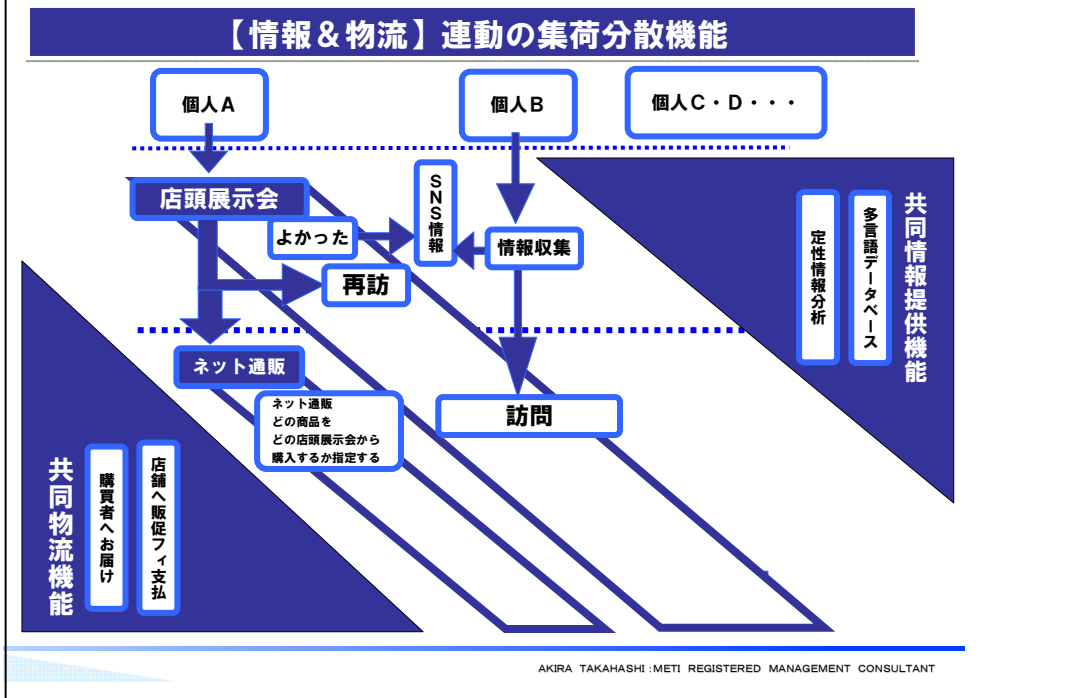 【情報＆物流】連動の集荷分散機能
個人A
個人B
個人C・D・・・
店頭展示会
よかった
SNS情報
情報収集
再訪
ネット通販
ネット通販
どの商品を
どの店頭展示会から
購入するか指定する
訪問
共同情報提供機能
多言語データベース
定性情報分析
共同物流機能
購買者へお届け
店舗へ販促フィ支払
AKIRA TAKAHASHI :METI REGISTERED MANAGEMENT CONSULTANT